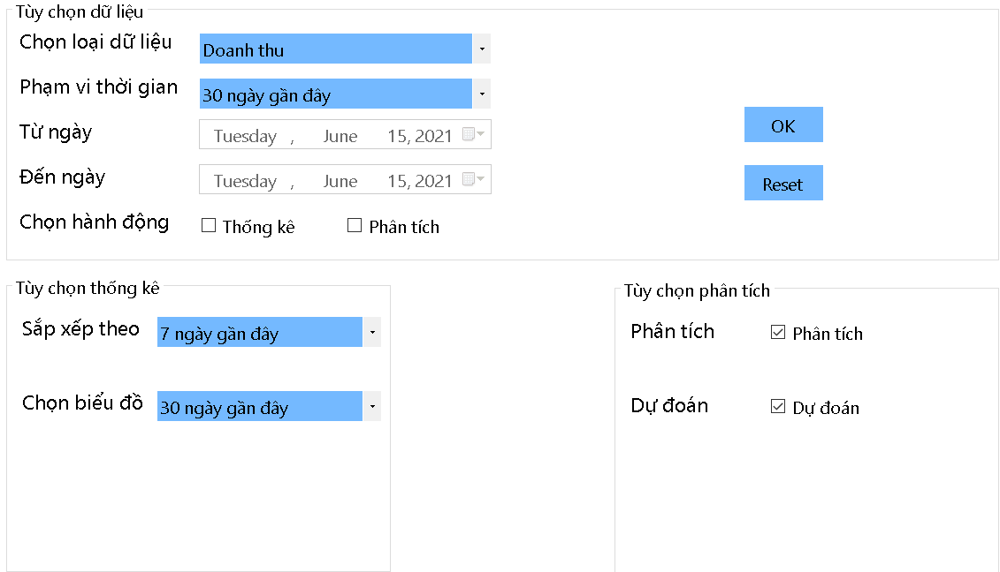 Tùy chọn dữ liệu
Chọn loại dữ liệu Doanh thu
Phạm vi thời gian 30 ngày gần đây
Từ ngày Tuesday , June 15, 2021
OK
Đến ngày Tuesday , June 15, 2021
Reset
Chọn hành động Thống kê Phân tích
Tùy chọn thống kê
Sắp xếp theo 7 ngày gần đây
Chọn biểu đồ 30 ngày gần đây
Tùy chọn phân tích
Phân tích Phân tích
Dự đoán Dự đoán